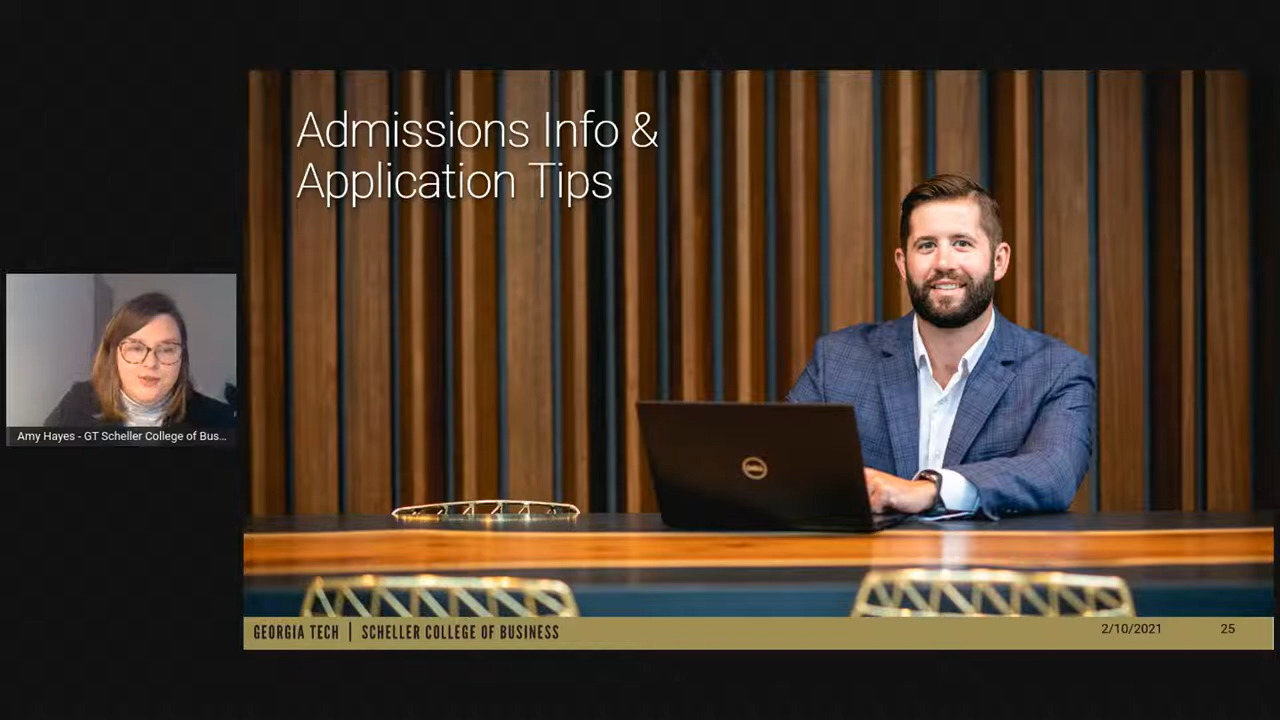 Admissions Info &
Application Tips
Amy Hayes - GT Scheller College of Bus...
GEORGIA TECH | SCHELLER COLLEGE OF BUSINESS
2/10/2021
25